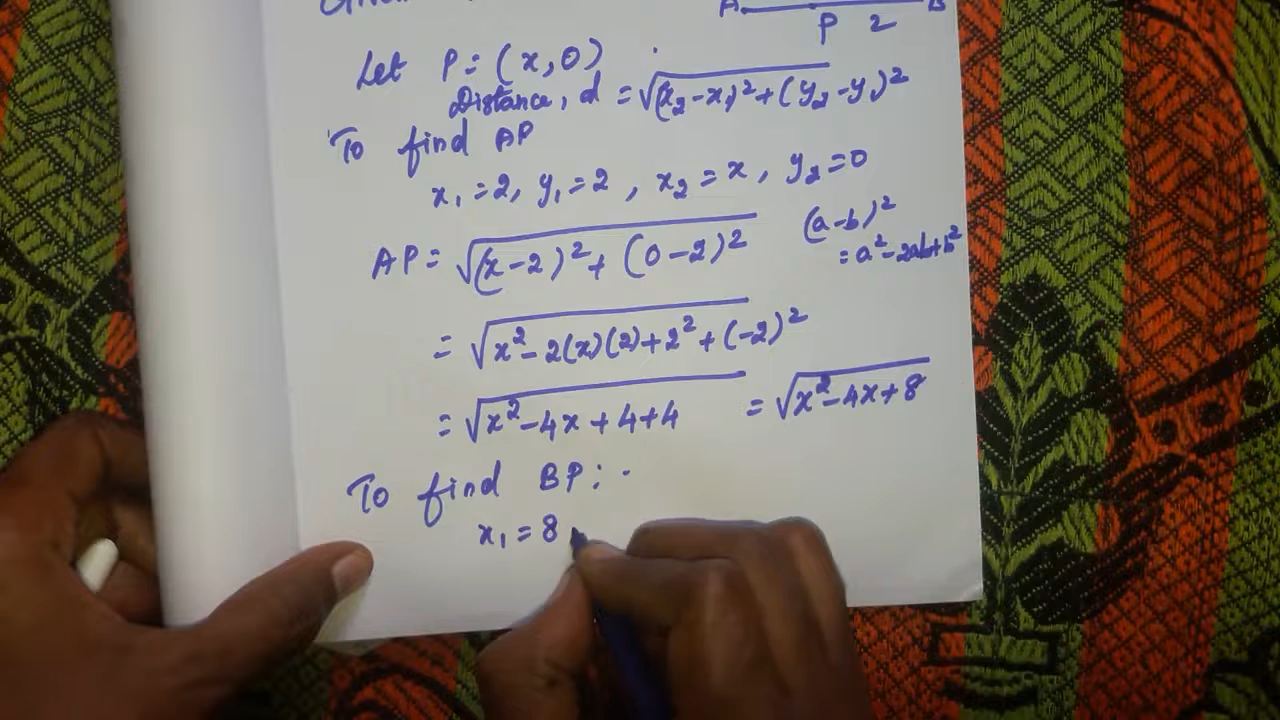 A B
P 2
Let P = (x, 0)
Distance, d = √(x₂ - x₁)² + (y₂ - y₁)²
To find AP
x₁ = 2, y₁ = 2, x₂ = x, y₂ = 0
AP = √(x - 2)² + (0 - 2)²
(a - b)²
= a² - 2ab + b²
= √x² - 2(x)(2) + 2² + (-2)²
= √x² - 4x + 4 + 4 = √x² - 4x + 8
To find BP :
x₁ = 8